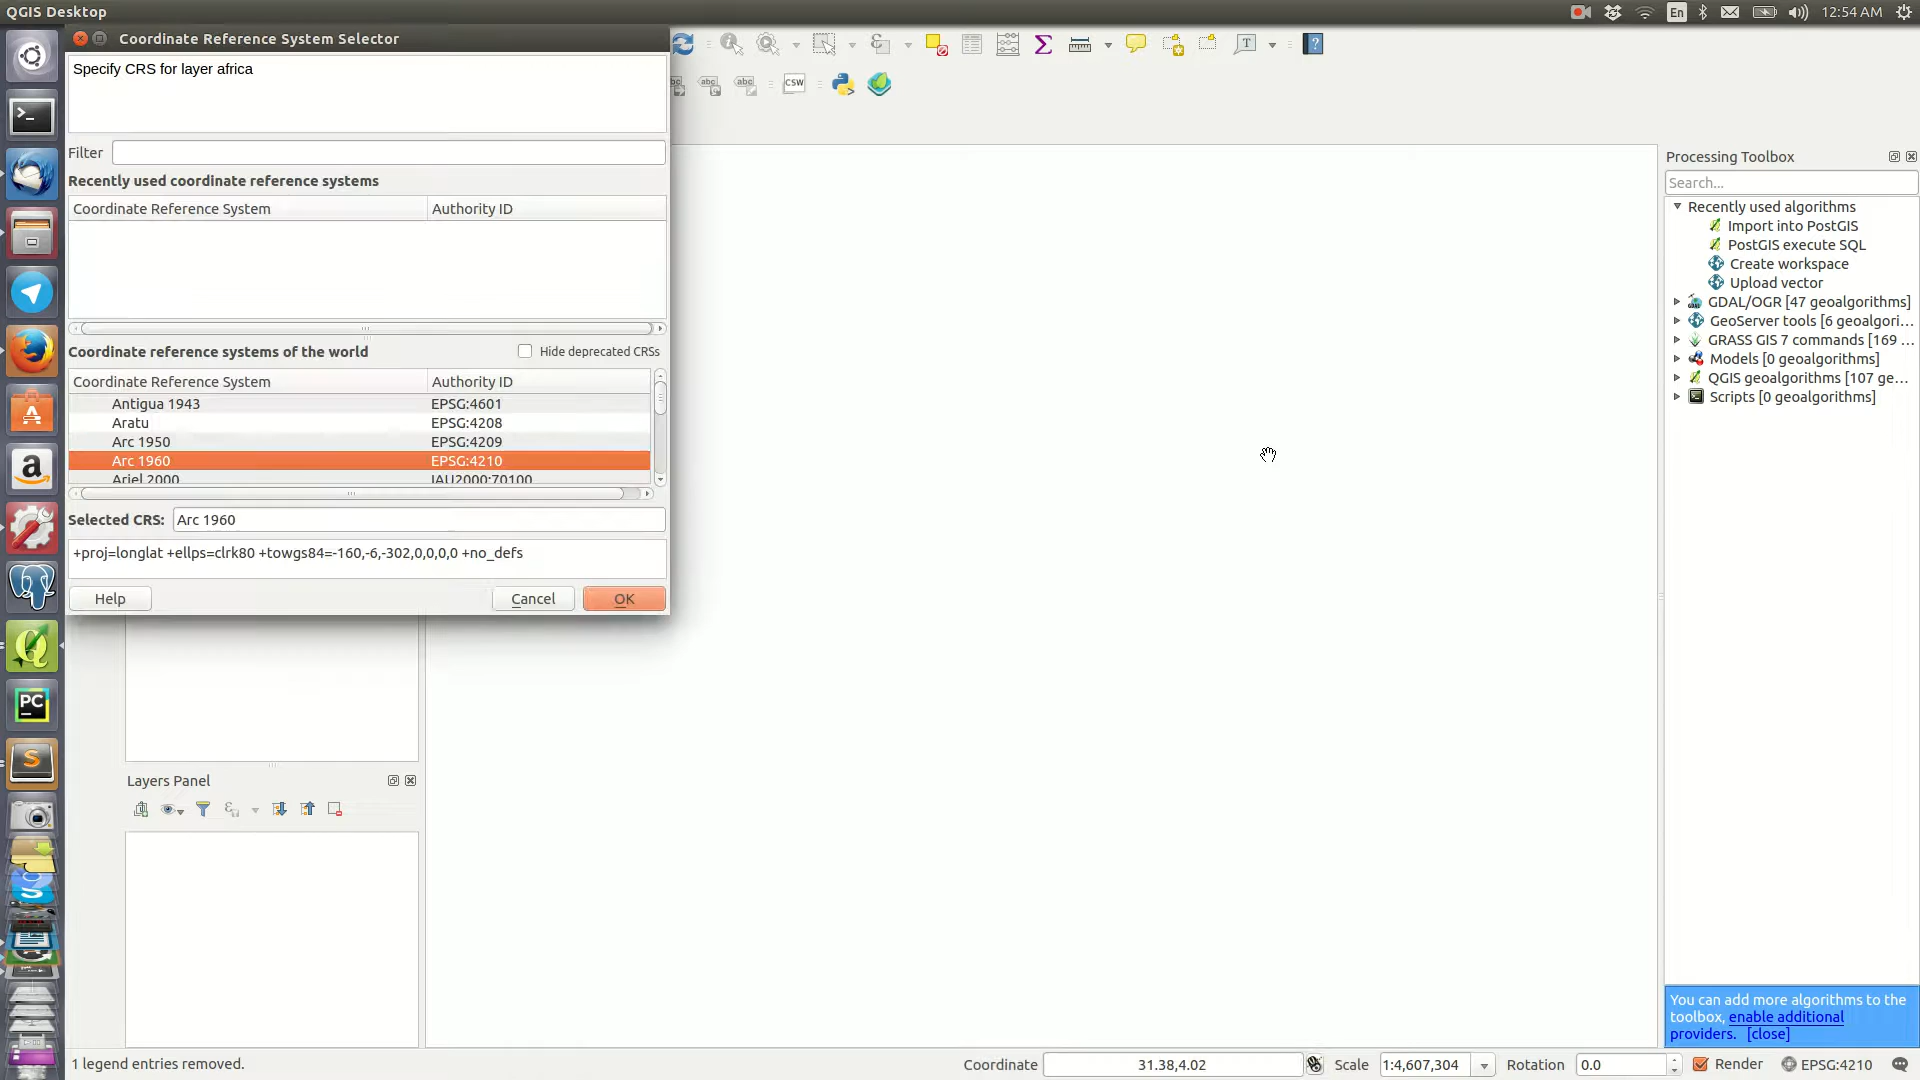 QGIS Desktop
En
12:54 AM
Coordinate Reference System Selector
Specify CRS for layer africa
Filter
Recently used coordinate reference systems
Coordinate Reference System Authority ID
Coordinate reference systems of the world
Hide deprecated CRSs
Coordinate Reference System Authority ID
Antigua 1943 EPSG:4601
Aratu EPSG:4208
Arc 1950 EPSG:4209
Arc 1960 EPSG:4210
Ariel 2000 IAU2000:70100
Selected CRS: Arc 1960
+proj=longlat +ellps=clrk80 +towgs84=-160,-6,-302,0,0,0,0 +no_defs
Help
Cancel
OK
abc
abc
abc
CSW
Processing Toolbox
Search...
Recently used algorithms
Import into PostGIS
PostGIS execute SQL
Create workspace
Upload vector
GDAL/OGR [47 geoalgorithms]
GeoServer tools [6 geoalgori...
GRASS GIS 7 commands [169 ...
Models [0 geoalgorithms]
QGIS geoalgorithms [107 ge...
Scripts [0 geoalgorithms]
You can add more algorithms to the
toolbox, enable additional
providers. [close]
Layers Panel
1 legend entries removed.
Coordinate 31.38,4.02
Scale 1:4,607,304
Rotation 0.0
Render
EPSG:4210